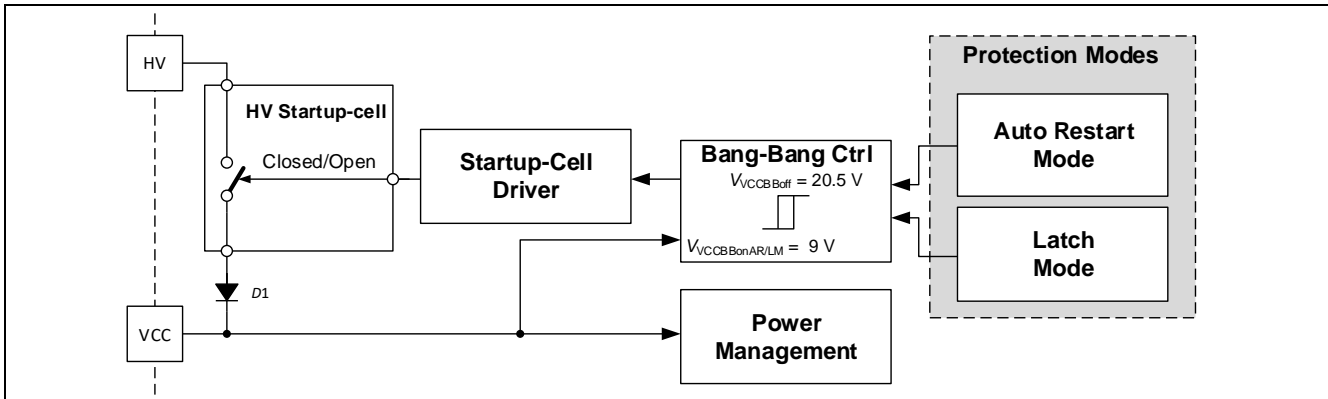 HV
HV Startup-cell
Closed/Open
D1
VCC
Startup-Cell
Driver
Bang-Bang Ctrl
VVCCBBoff = 20.5 V
VVCCBBonAR/LM = 9 V
Power
Management
Protection Modes
Auto Restart
Mode
Latch
Mode